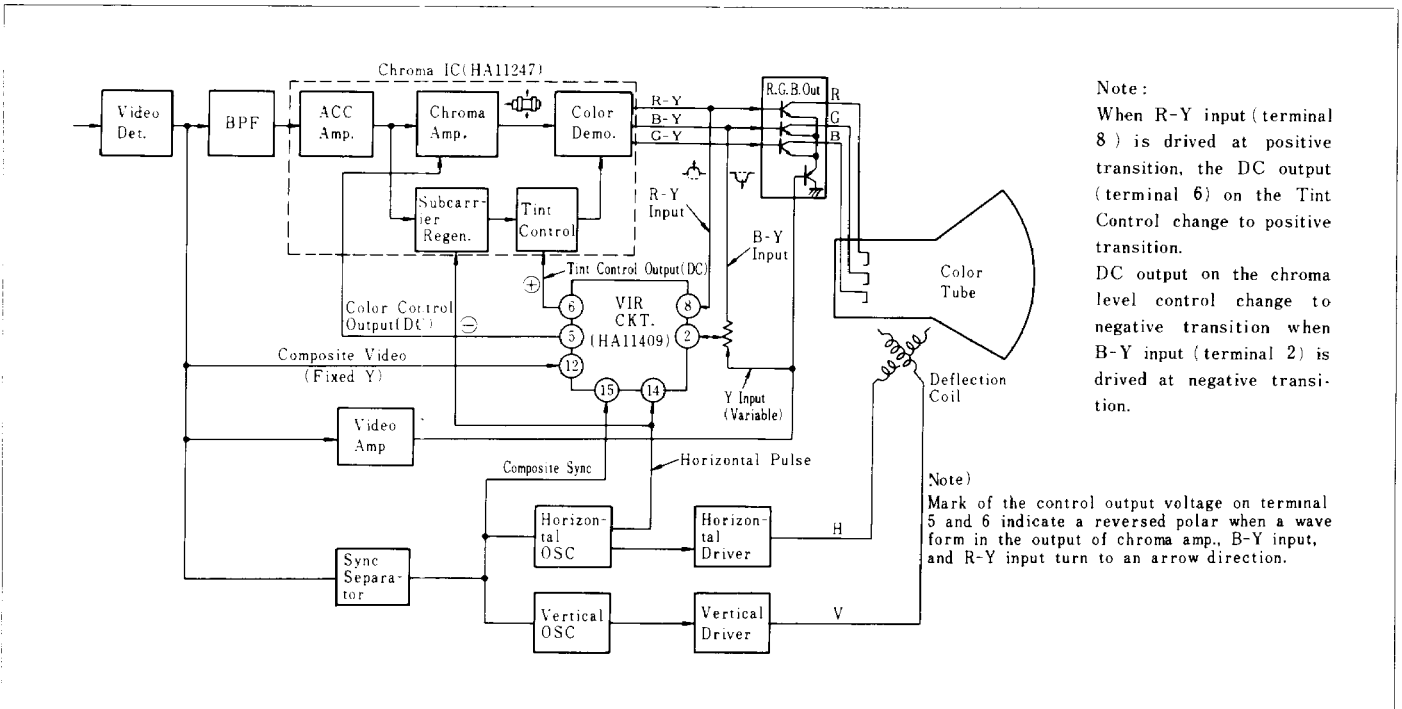 Chroma IC(HA11247)
Video
Det.
BPF
ACC
Amp.
Chroma
Amp.
Color
Demo.
Subcarr-
ier
Regen.
Tint
Control
R-Y
B-Y
G-Y
R.G.B.Out
R
G
B
R-Y
Input
B-Y
Input
Tint Control Output(DC)
⊕
Color Control
Output(DC)
⊖
6
5
12
15
14
8
2
VIR
CKT.
(HA11409)
Composite Video
(Fixed Y)
Y Input
(Variable)
Color
Tube
Deflection
Coil
Video
Amp
Composite Sync
Horizontal Pulse
Sync
Separa-
tor
Horizon-
tal
OSC
Horizon-
tal
Driver
H
Vertical
OSC
Vertical
Driver
V
Note :
When R-Y input ( terminal
8 ) is drived at positive
transition, the DC output
(terminal 6) on the Tint
Control change to positive
transition.
DC output on the chroma
level control change to
negative transition when
B-Y input ( terminal 2 ) is
drived at negative transi-
tion.
Note)
Mark of the control output voltage on terminal
5 and 6 indicate a reversed polar when a wave
form in the output of chroma amp., B-Y input,
and R-Y input turn to an arrow direction.